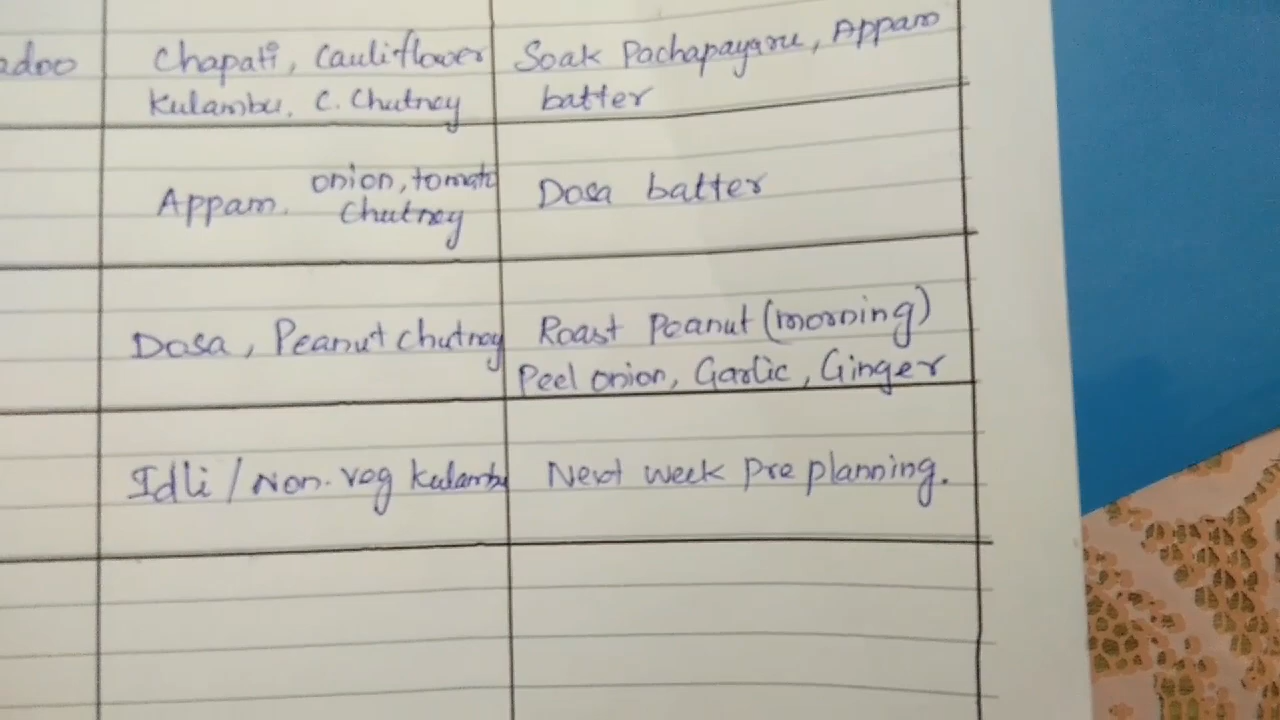 Chapati, Cauliflower
Kulambu. C. Chutney
Soak Pachapayaru, Appam
batter
Appam. onion, tomato
Chutney
Dosa batter
Dosa, Peanut chutney
Roast Peanut (morning)
Peel onion, Garlic, Ginger
Idli / Non. veg kulambu
Next week Pre planning.